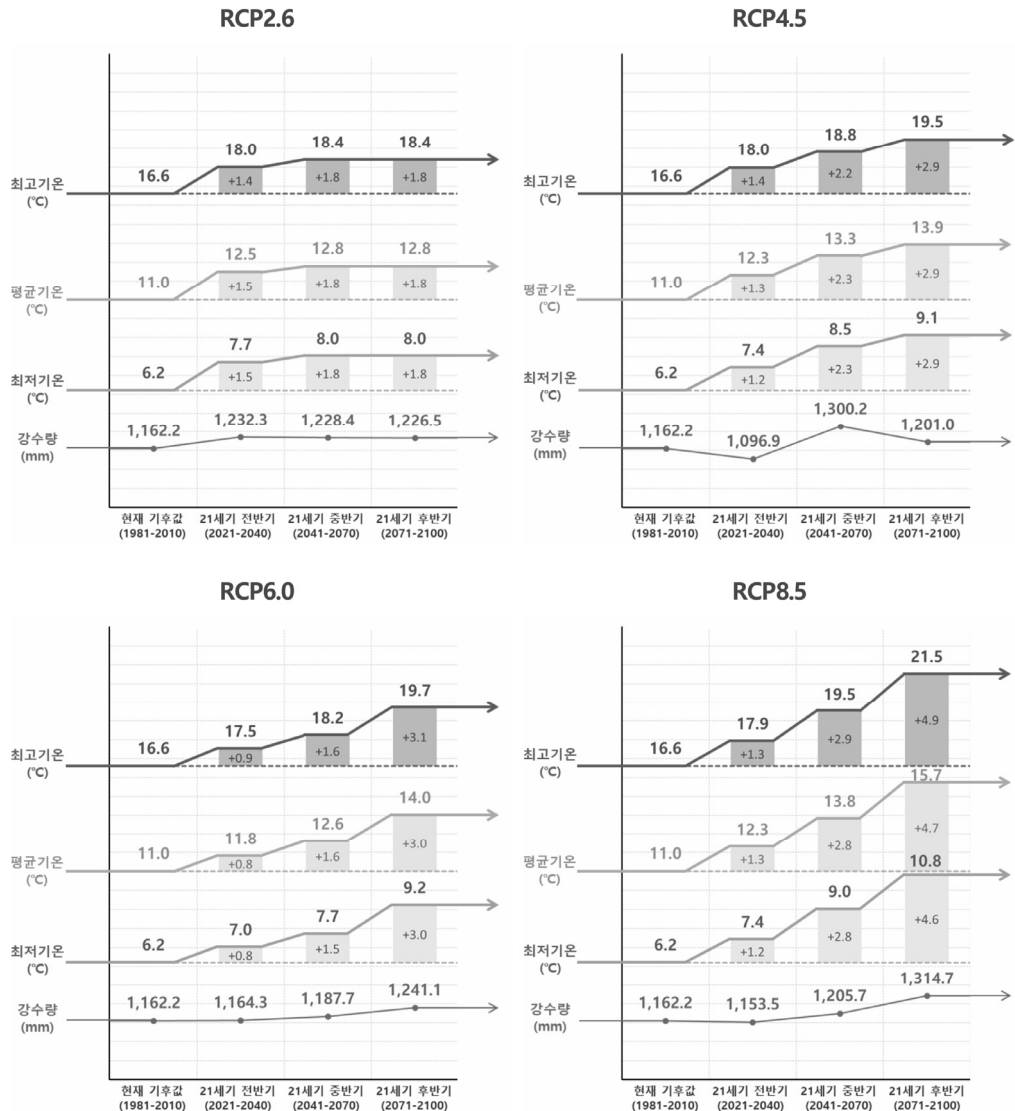 RCP2.6
18.0 18.4 18.4
16.6 +1.4 +1.8 +1.8
최고기온
(℃)
12.5 12.8 12.8
11.0 +1.5 +1.8 +1.8
평균기온
(℃)
7.7 8.0 8.0
6.2 +1.5 +1.8 +1.8
최저기온
(℃)
1,162.2 1,232.3 1,228.4 1,226.5
강수량
(mm)
현재 기후값 21세기 전반기 21세기 중반기 21세기 후반기
(1981-2010) (2021-2040) (2041-2070) (2071-2100)
RCP4.5
18.0 18.8 19.5
16.6 +1.4 +2.2 +2.9
최고기온
(℃)
12.3 13.3 13.9
11.0 +1.3 +2.3 +2.9
평균기온
(℃)
7.4 8.5 9.1
6.2 +1.2 +2.3 +2.9
최저기온
(℃)
1,162.2 1,096.9 1,300.2 1,201.0
강수량
(mm)
현재 기후값 21세기 전반기 21세기 중반기 21세기 후반기
(1981-2010) (2021-2040) (2041-2070) (2071-2100)
RCP6.0
17.5 18.2 19.7
16.6 +0.9 +1.6 +3.1
최고기온
(℃)
11.8 12.6 14.0
11.0 +0.8 +1.6 +3.0
평균기온
(℃)
7.0 7.7 9.2
6.2 +0.8 +1.5 +3.0
최저기온
(℃)
1,162.2 1,164.3 1,187.7 1,241.1
강수량
(mm)
현재 기후값 21세기 전반기 21세기 중반기 21세기 후반기
(1981-2010) (2021-2040) (2041-2070) (2071-2100)
RCP8.5
17.9 19.5 21.5
16.6 +1.3 +2.9 +4.9
최고기온
(℃)
12.3 13.8 15.7
11.0 +1.3 +2.8 +4.7
평균기온
(℃)
7.4 9.0 10.8
6.2 +1.2 +2.8 +4.6
최저기온
(℃)
1,162.2 1,153.5 1,205.7 1,314.7
강수량
(mm)
현재 기후값 21세기 전반기 21세기 중반기 21세기 후반기
(1981-2010) (2021-2040) (2041-2070) (2071-2100)